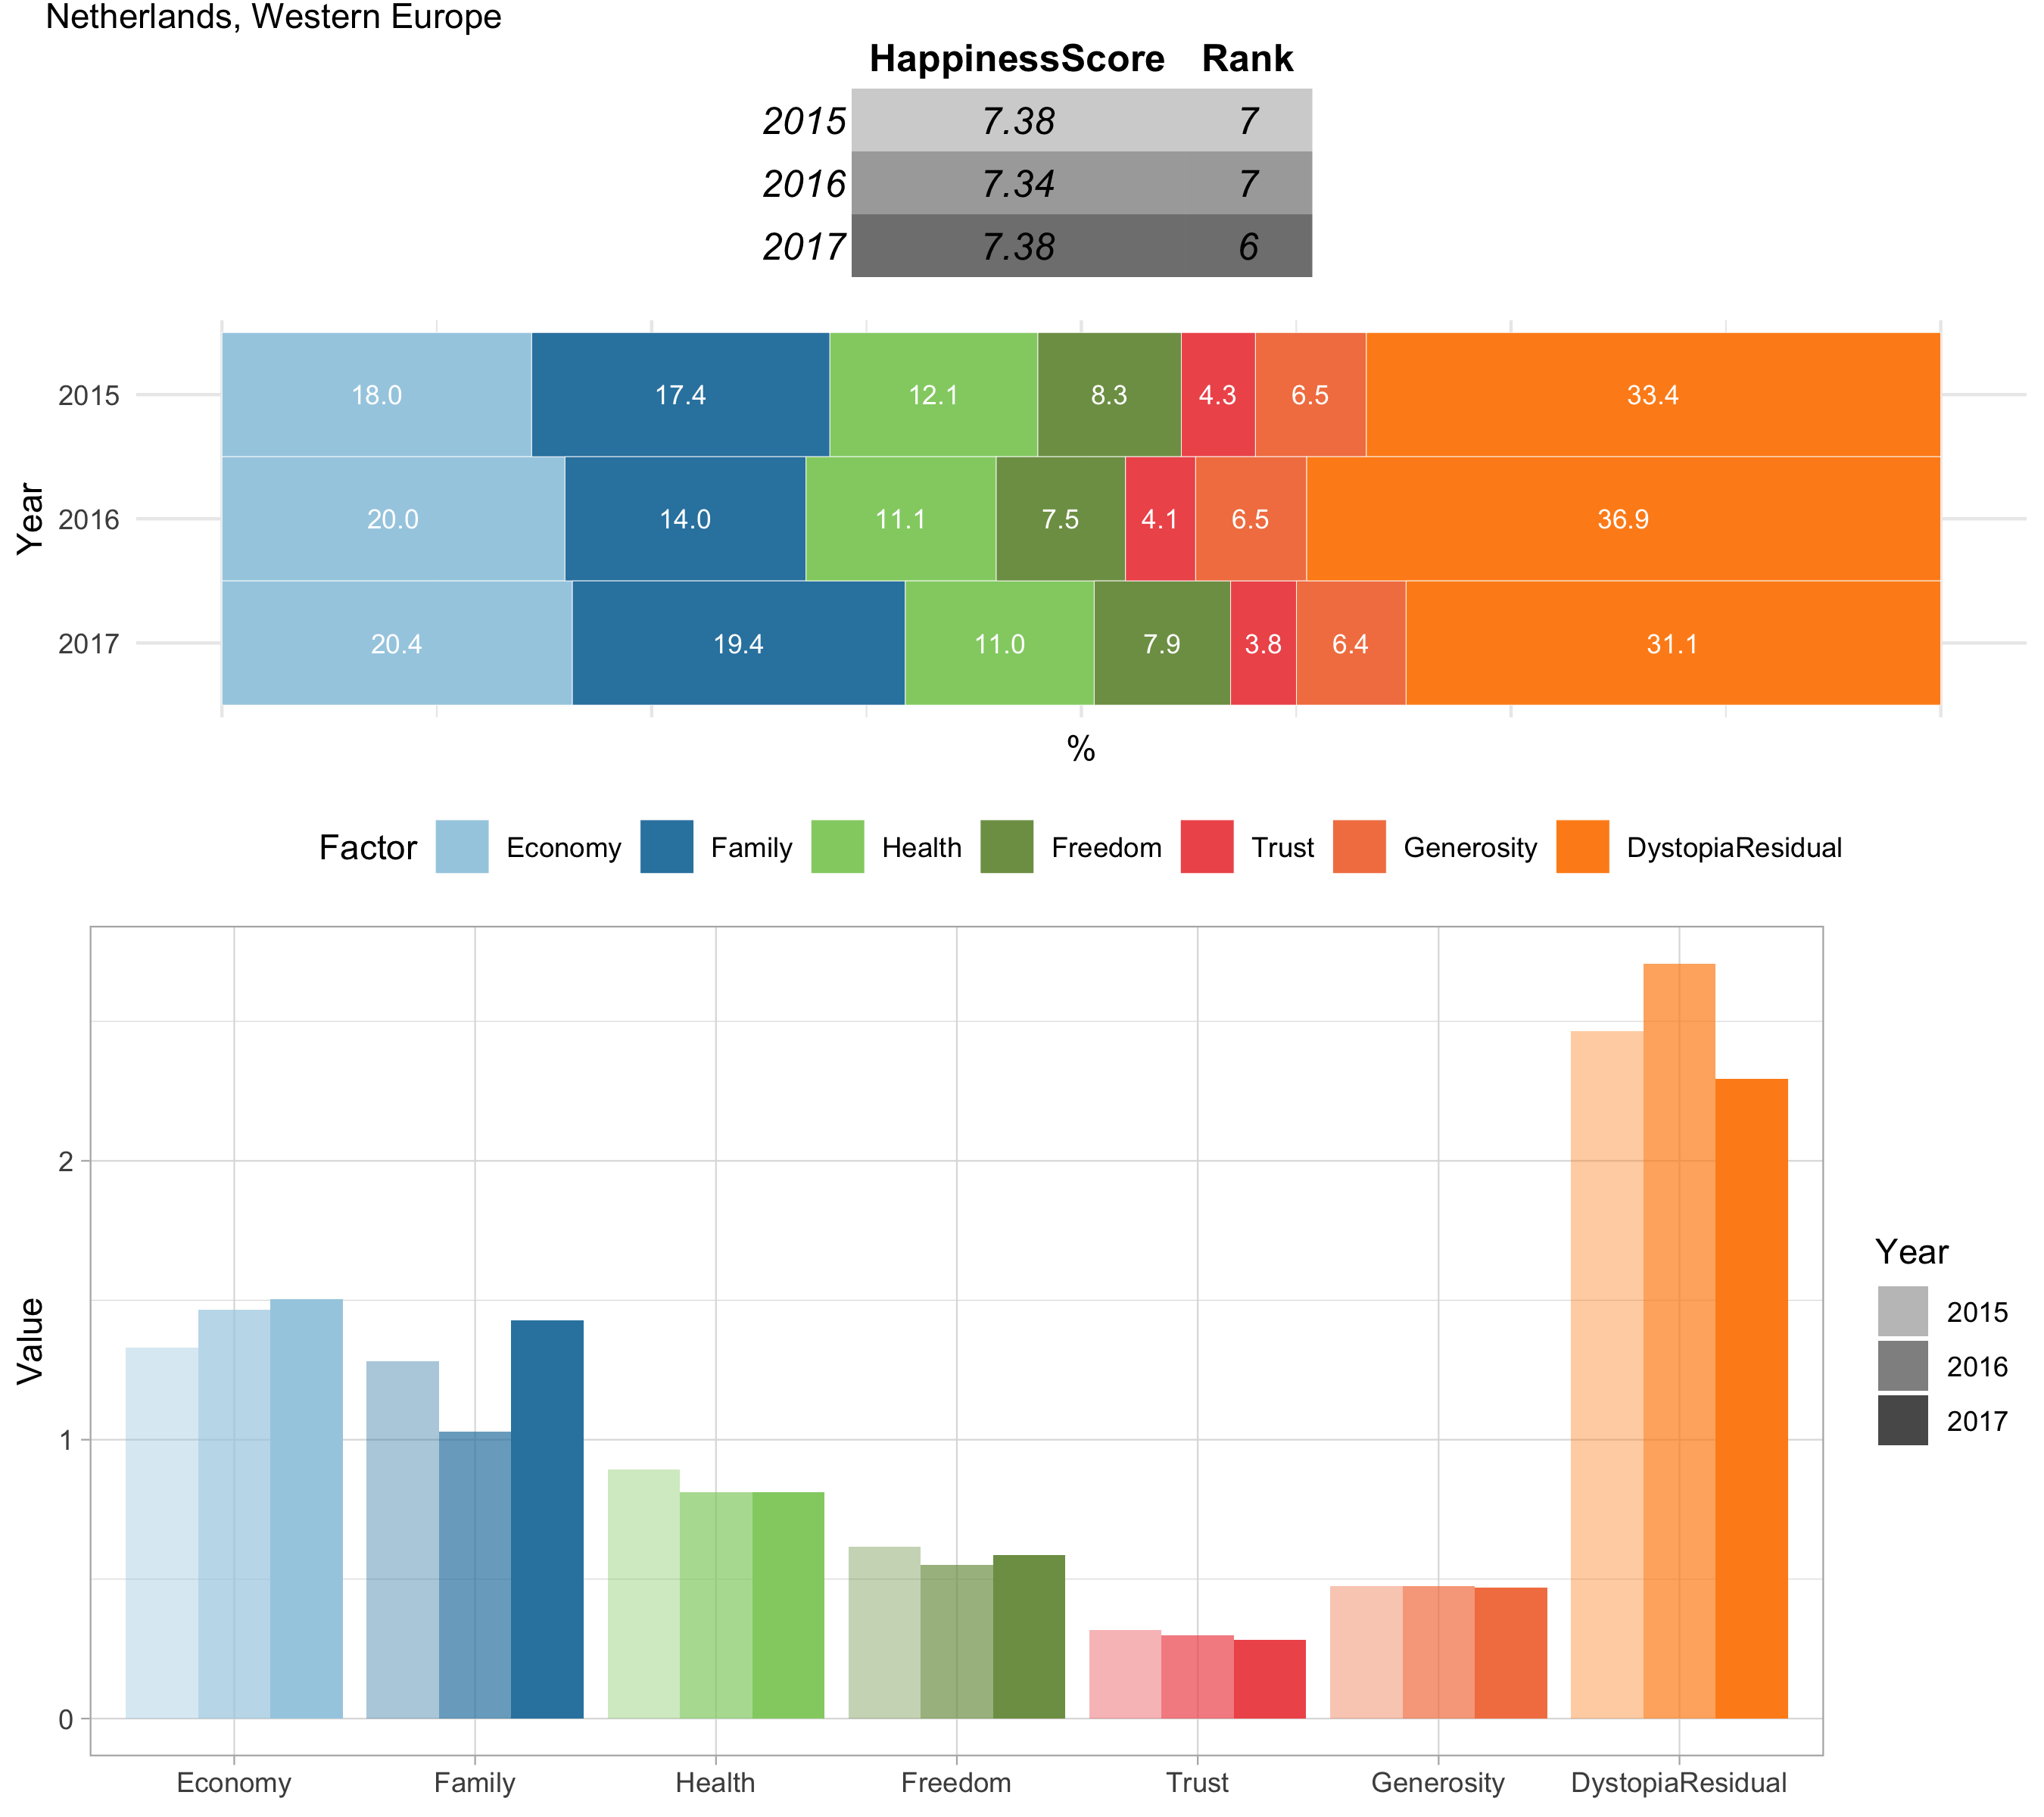 Netherlands, Western Europe
HappinessScore Rank
2015 7.38 7
2016 7.34 7
2017 7.38 6
2015 18.0 17.4 12.1 8.3 4.3 6.5 33.4
2016 20.0 14.0 11.1 7.5 4.1 6.5 36.9
2017 20.4 19.4 11.0 7.9 3.8 6.4 31.1
Year
%
Factor Economy Family Health Freedom Trust Generosity DystopiaResidual
Value
2
1
0
Economy Family Health Freedom Trust Generosity DystopiaResidual
Year
2015
2016
2017